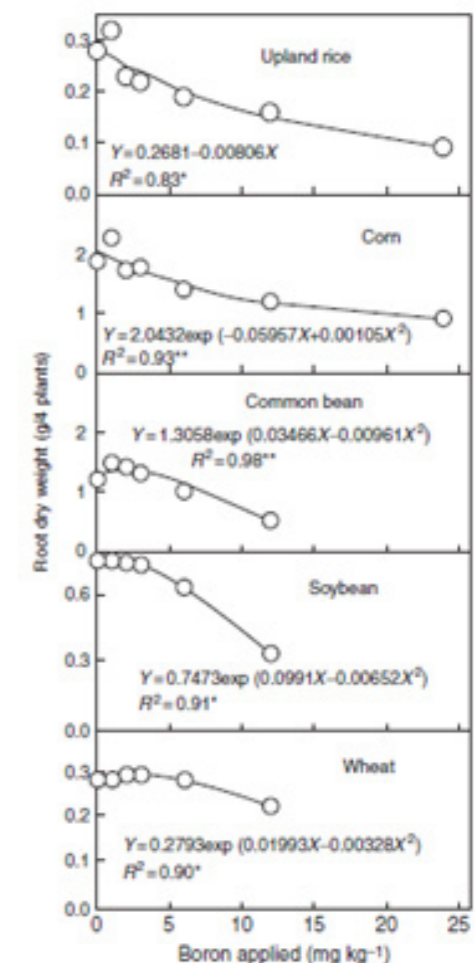 Root dry weight (g/4 plants)
0.3
0.2
0.1
0.0
Upland rice
Y=0.2681–0.00806X
R²=0.83*
2
1
0
Corn
Y=2.0432exp (–0.05957X+0.00105X²)
R²=0.93**
2
1
0
Common bean
Y=1.3058exp (0.03466X–0.00961X²)
R²=0.98**
0.6
0.3
0.0
Soybean
Y=0.7473exp (0.0991X–0.00652X²)
R²=0.91*
0.3
0.2
0.1
0.0
Wheat
Y=0.2793exp (0.01993X–0.00328X²)
R²=0.90*
0 5 10 15 20 25
Boron applied (mg kg⁻¹)